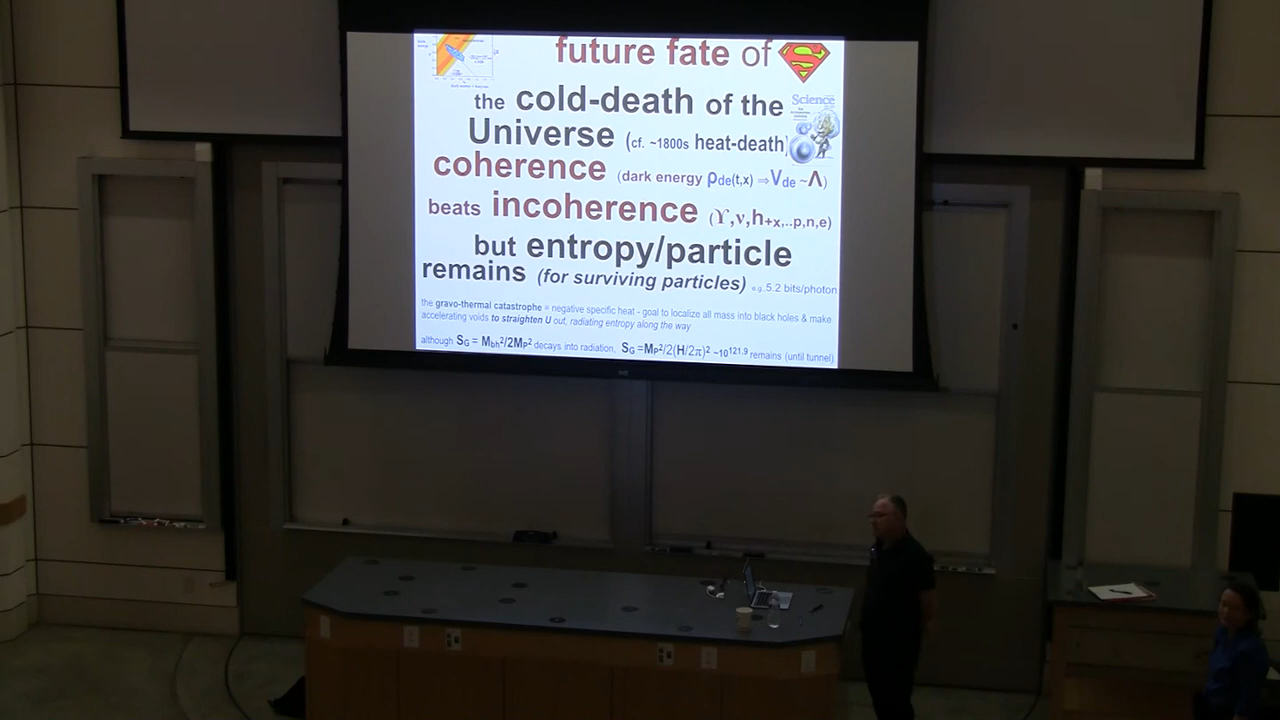 future fate of S
the cold-death of the
Science
Universe (cf. ~1800s heat-death)
coherence (dark energy ρde(t,x) ⇒Vde ~Λ)
beats incoherence (ϒ,ν,h+x,..p,n,e)
but entropy/particle
remains (for surviving particles) e.g.5.2 bits/photon
the gravo-thermal catastrophe = negative specific heat - goal to localize all mass into black holes & make
accelerating voids to straighten U out, radiating entropy along the way
although SG = Mbh²/2MP² decays into radiation, SG =MP²/2(H/2π)² ~10¹²¹·⁹ remains (until tunnel)